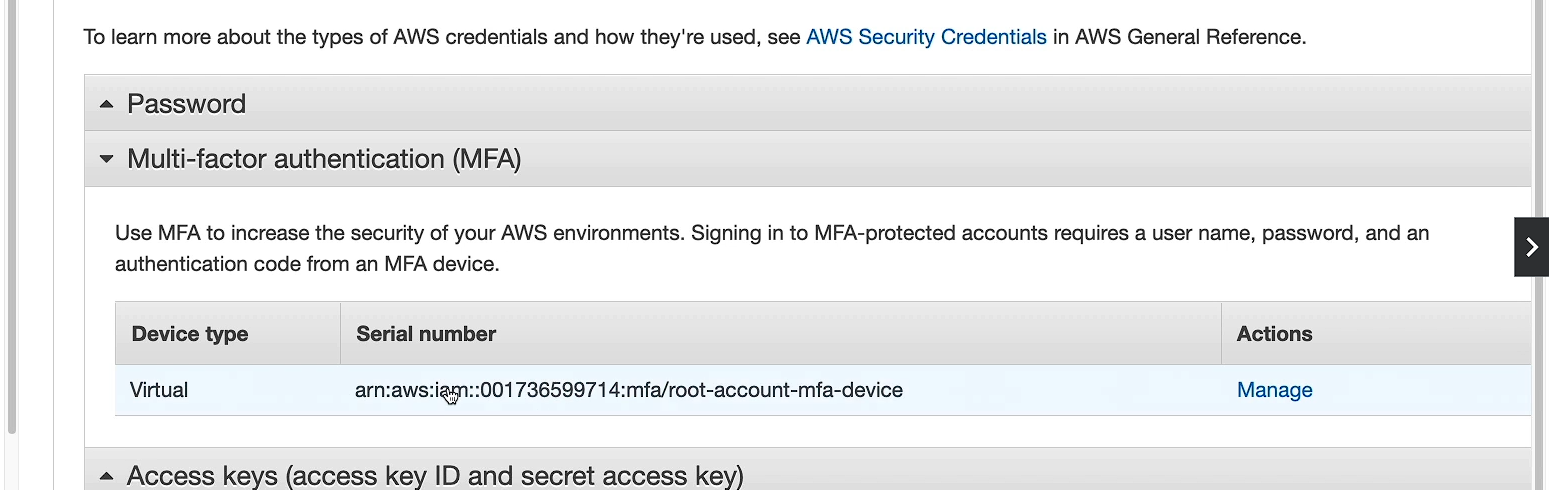 To learn more about the types of AWS credentials and how they're used, see AWS Security Credentials in AWS General Reference.
Password
Multi-factor authentication (MFA)
Use MFA to increase the security of your AWS environments. Signing in to MFA-protected accounts requires a user name, password, and an
authentication code from an MFA device.
Device type Serial number Actions
Virtual arn:aws:iam::001736599714:mfa/root-account-mfa-device Manage
Access keys (access key ID and secret access key)